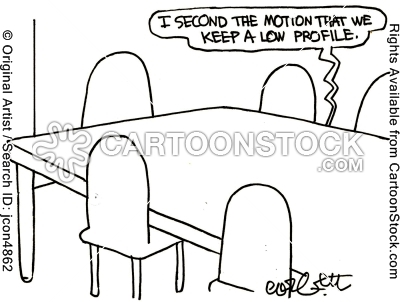 I SECOND THE MOTION THAT WE
KEEP A LOW PROFILE.
© Original Artist / Search ID: jcon4862
Rights Available from CartoonStock.com
CARTOONSTOCK
.COM